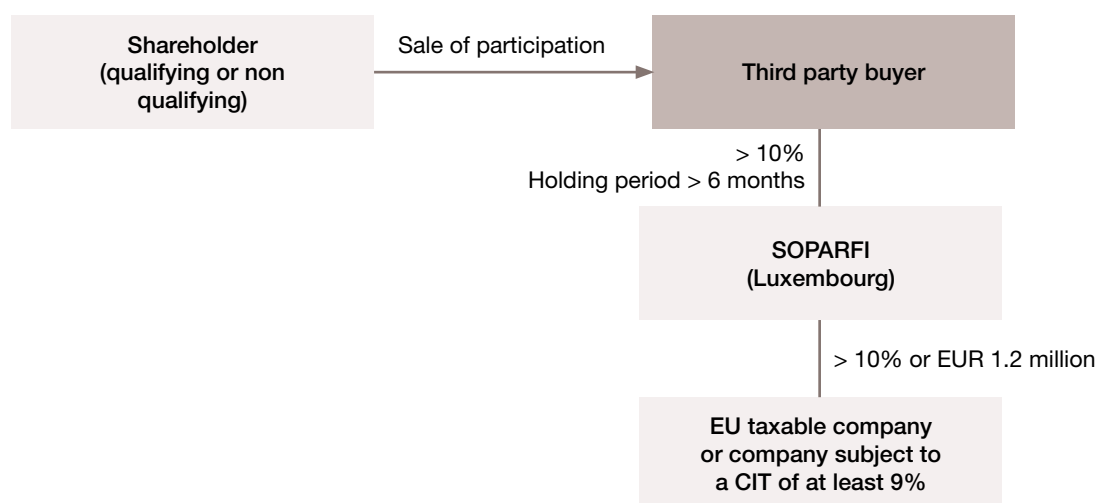 Shareholder
(qualifying or non
qualifying)
Sale of participation
Third party buyer
> 10%
Holding period > 6 months
SOPARFI
(Luxembourg)
> 10% or EUR 1.2 million
EU taxable company
or company subject to
a CIT of at least 9%